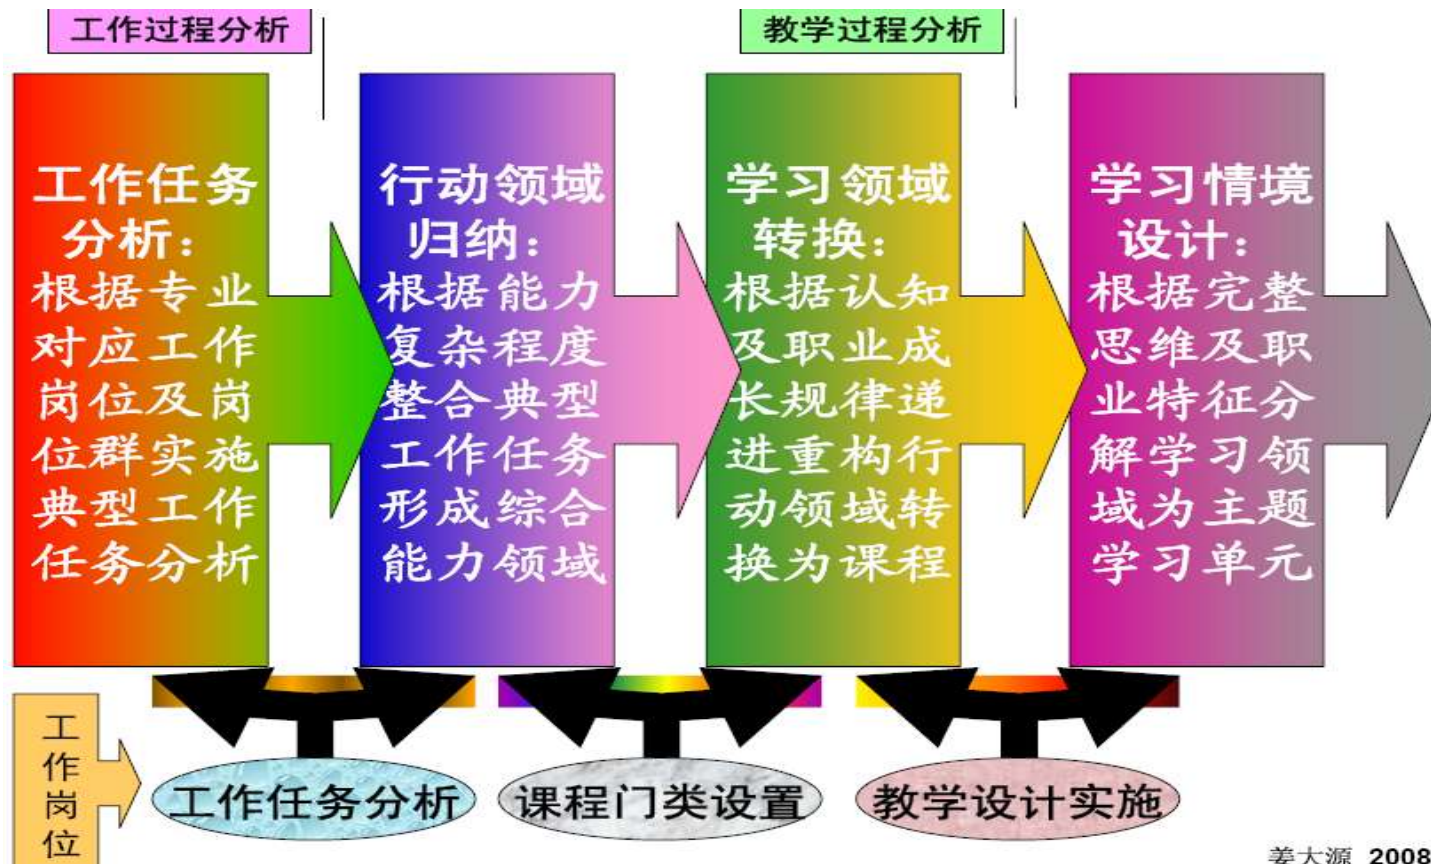 工作过程分析
教学过程分析
工作任务
分析：
根据专业
对应工作
岗位及岗
位群实施
典型工作
任务分析
行动领域
归纳：
根据能力
复杂程度
整合典型
工作任务
形成综合
能力领域
学习领域
转换：
根据认知
及职业成
长规律递
进重构行
动领域转
换为课程
学习情境
设计：
根据完整
思维及职
业特征分
解学习领
域为主题
学习单元
工
作
岗
位
工作任务分析
课程门类设置
教学设计实施
姜大源 2008